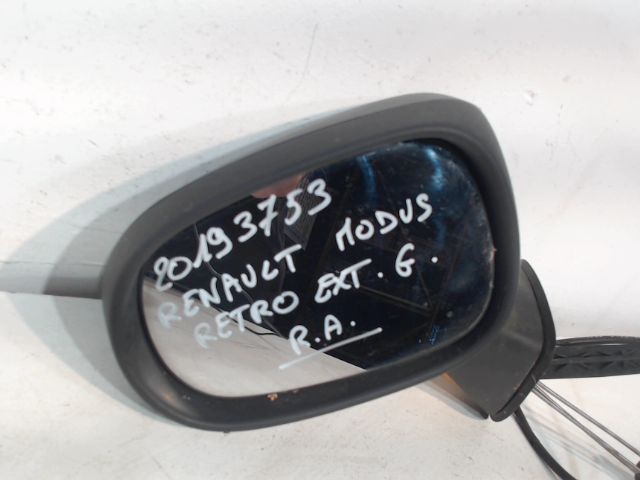 20193753
RENAULT MODUS
RETRO EXT. G.
R.A.